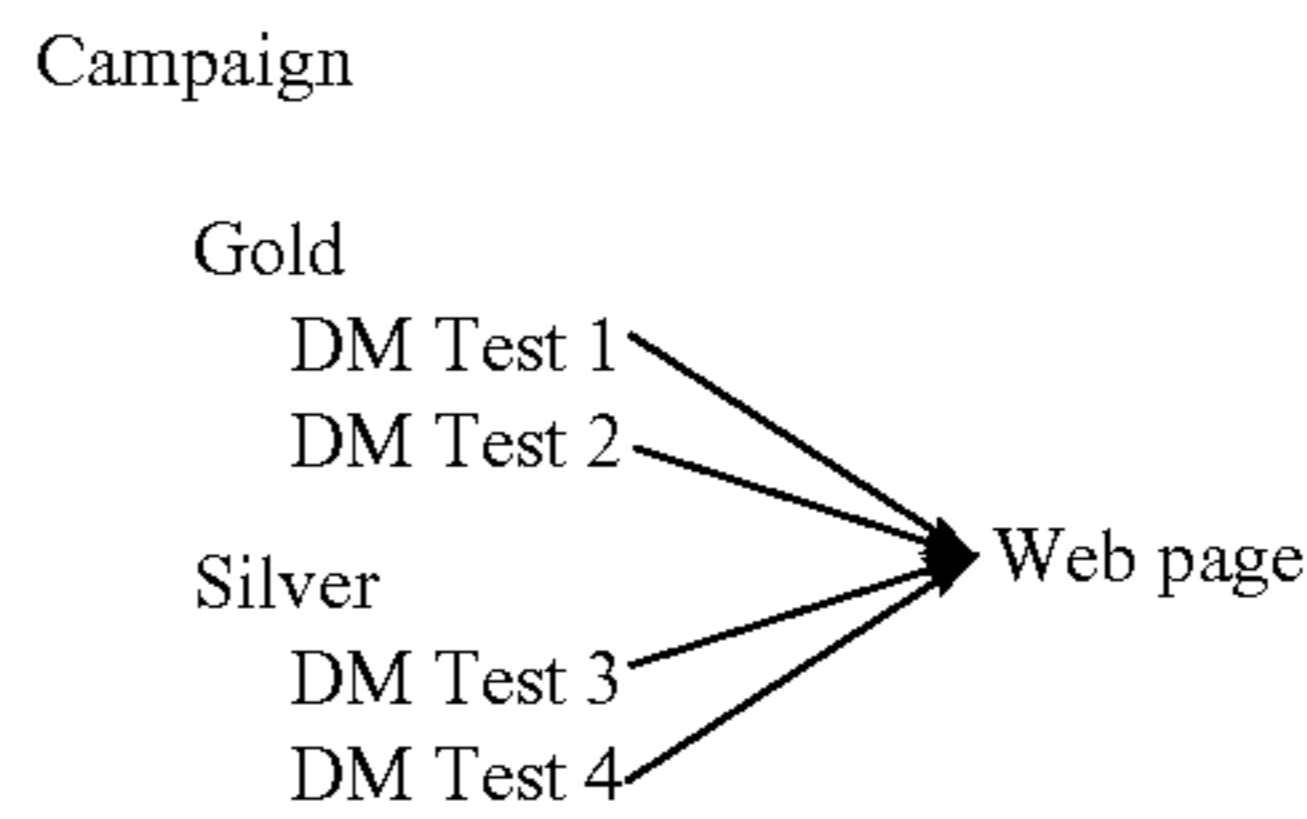 Campaign
Gold
DM Test 1
DM Test 2
Web page
Silver
DM Test 3
DM Test 4